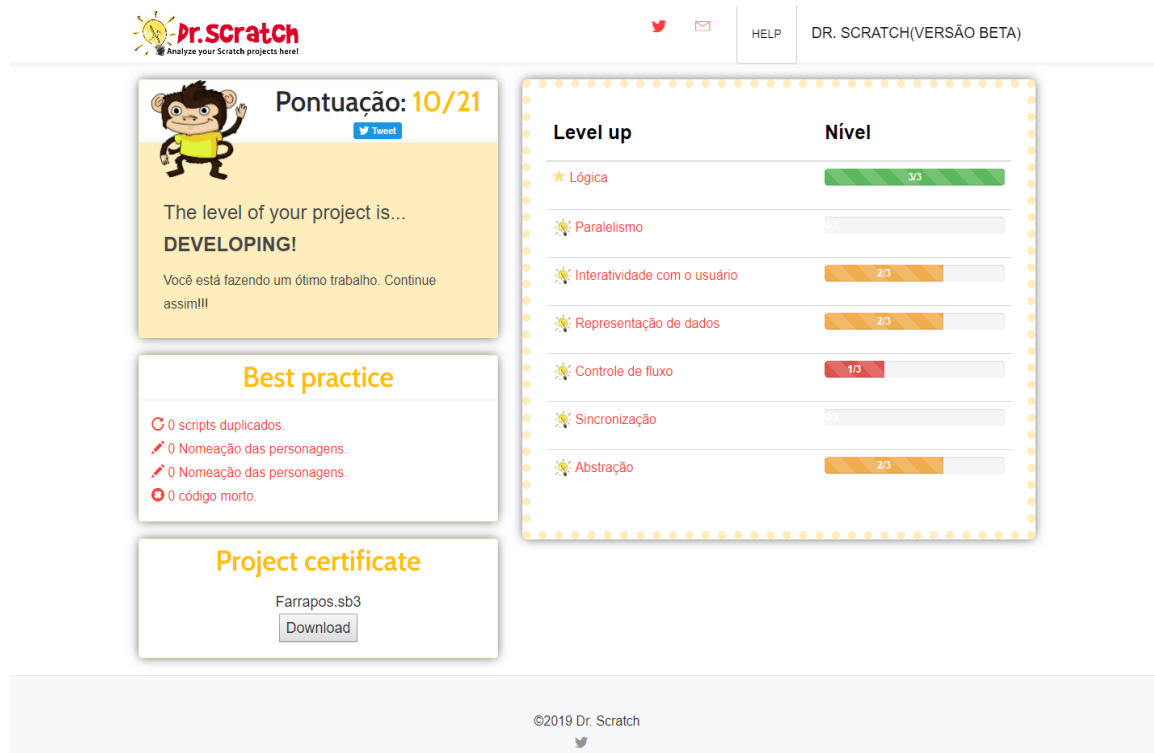 Dr.Scratch
Analyze your Scratch projects here!
HELP
DR. SCRATCH(VERSÃO BETA)
Pontuação: 10/21
Tweet
The level of your project is...
DEVELOPING!
Você está fazendo um ótimo trabalho. Continue
assim!!!
Best practice
0 scripts duplicados.
0 Nomeação das personagens.
0 Nomeação das personagens.
0 código morto.
Project certificate
Farrapos.sb3
Download
Level up Nível
Lógica 3/3
Paralelismo
Interatividade com o usuário 2/3
Representação de dados 2/3
Controle de fluxo 1/3
Sincronização
Abstração 2/3
©2019 Dr. Scratch